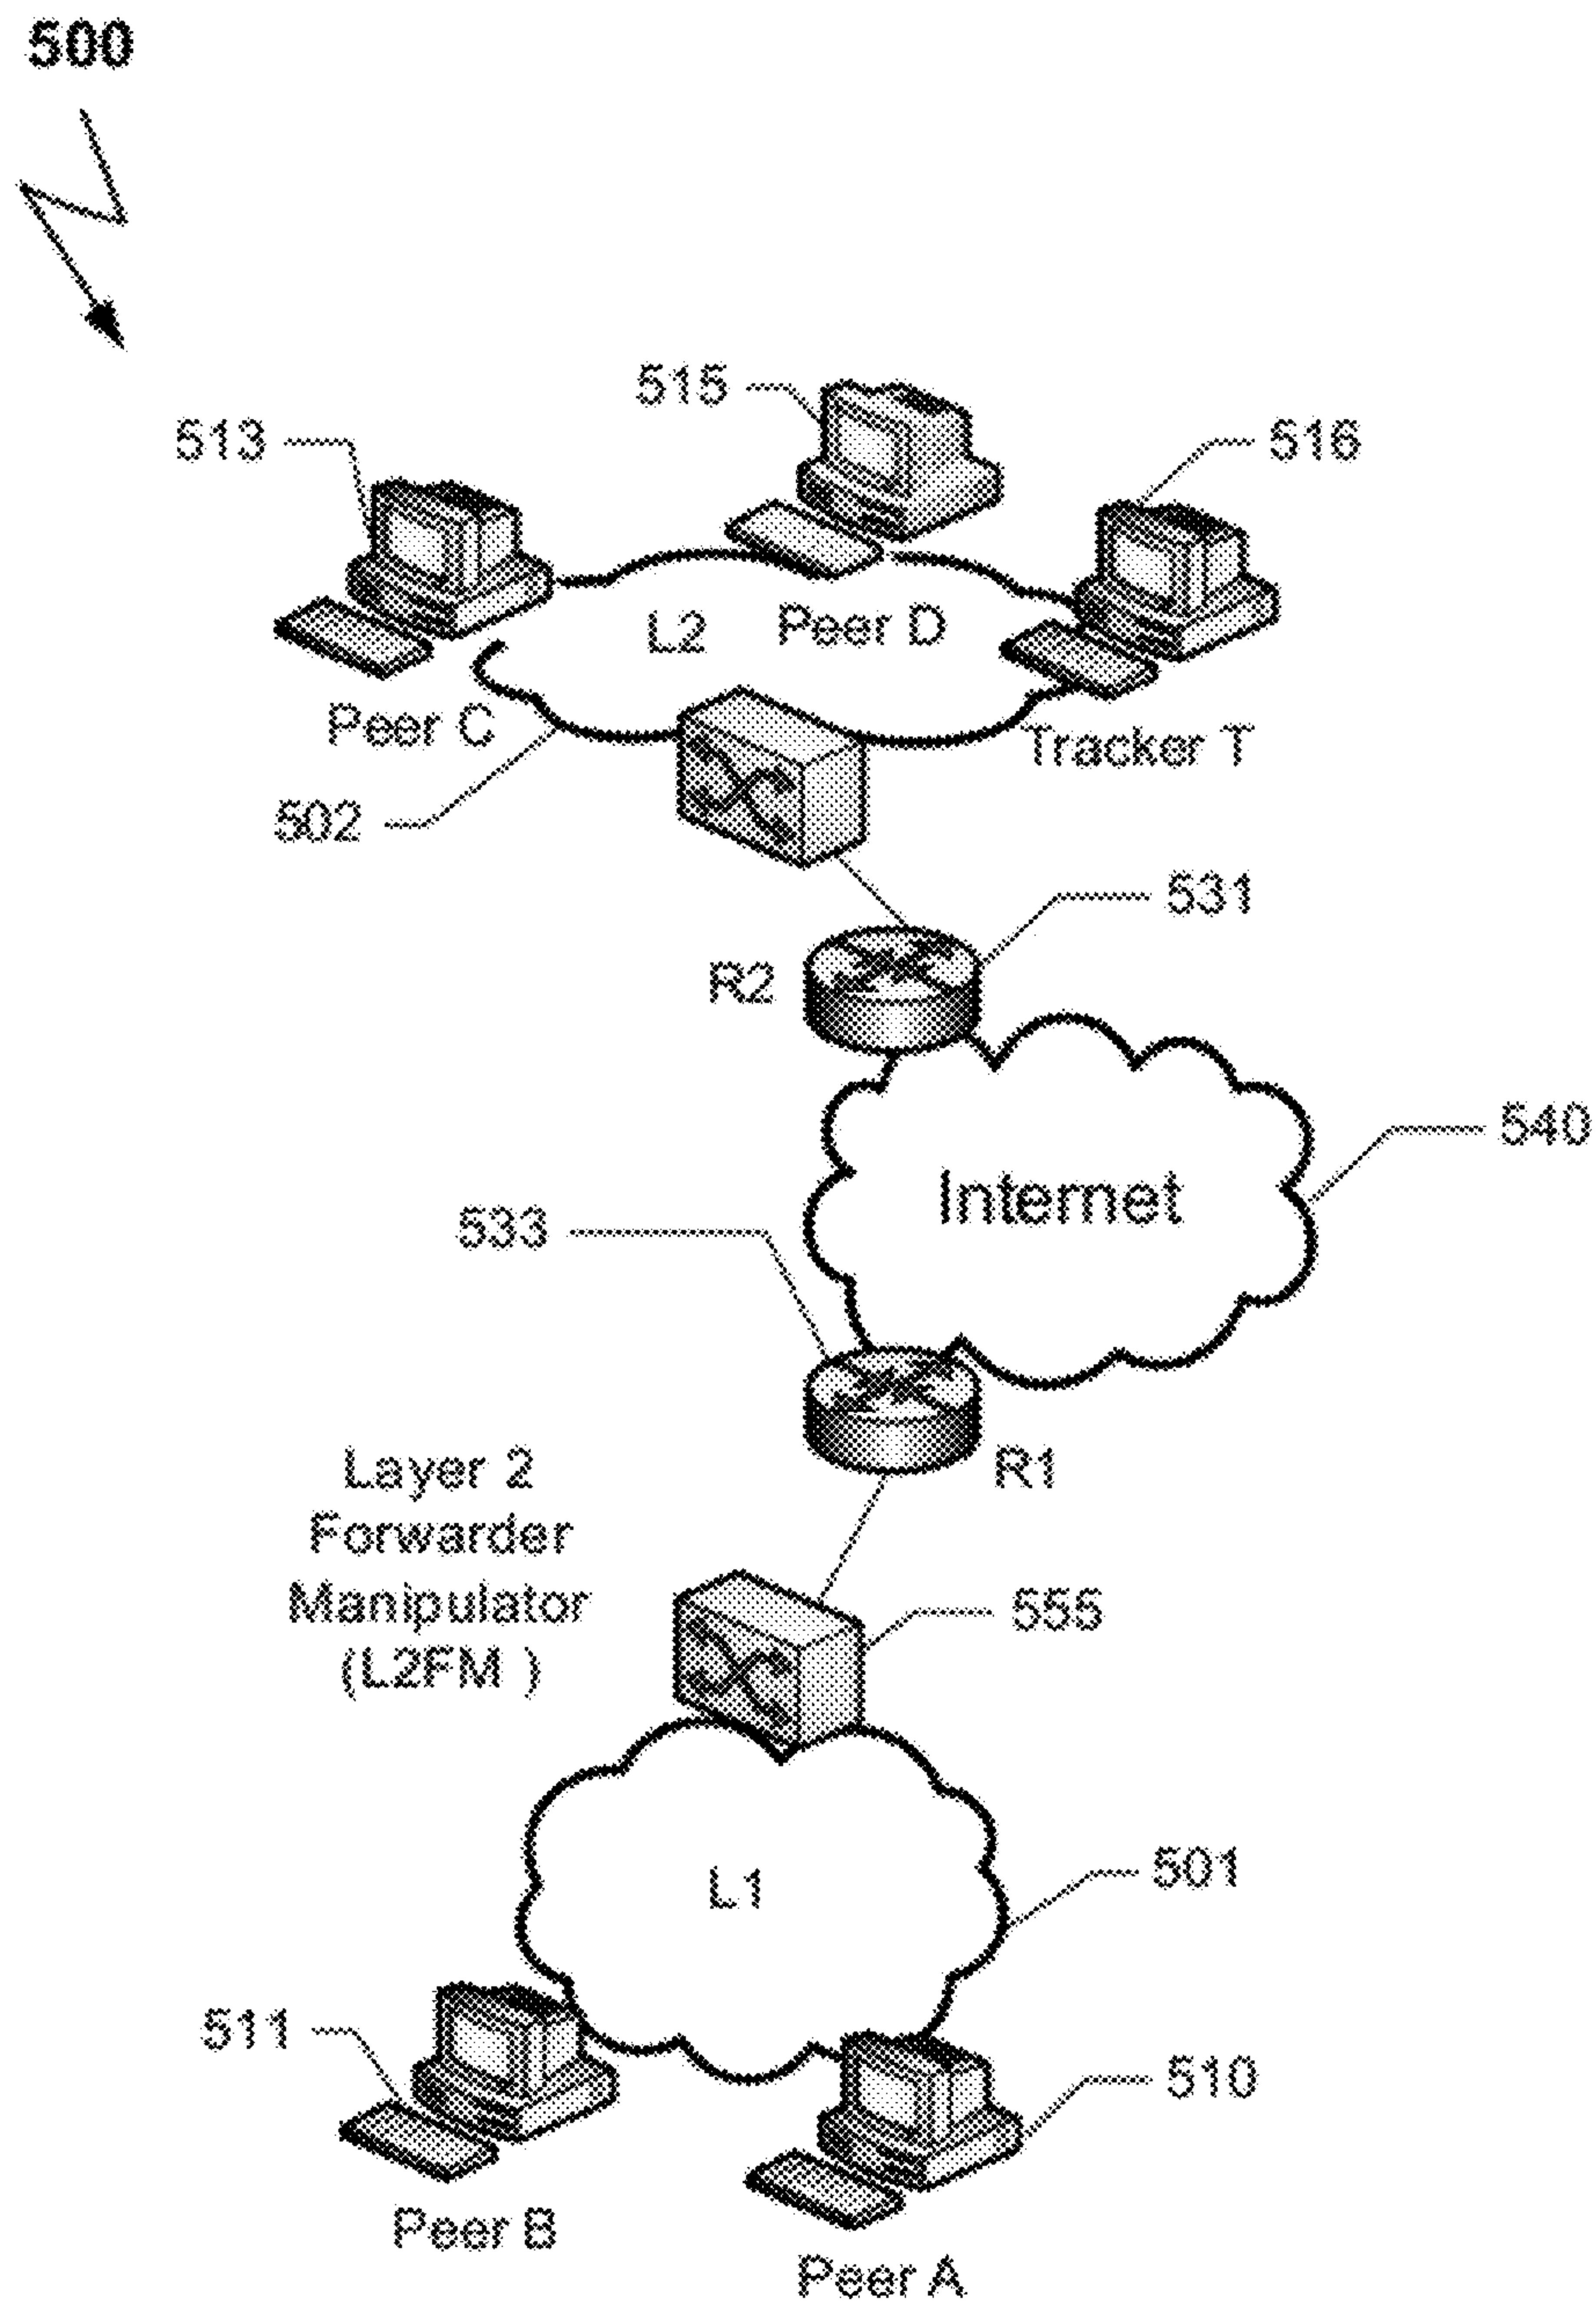 500
515
513
516
L2
Peer D
Peer C
Tracker T
502
531
R2
540
Internet
533
R1
Layer 2
Forwarder
Manipulator
(L2FM )
555
L1
501
511
510
Peer B
Peer A